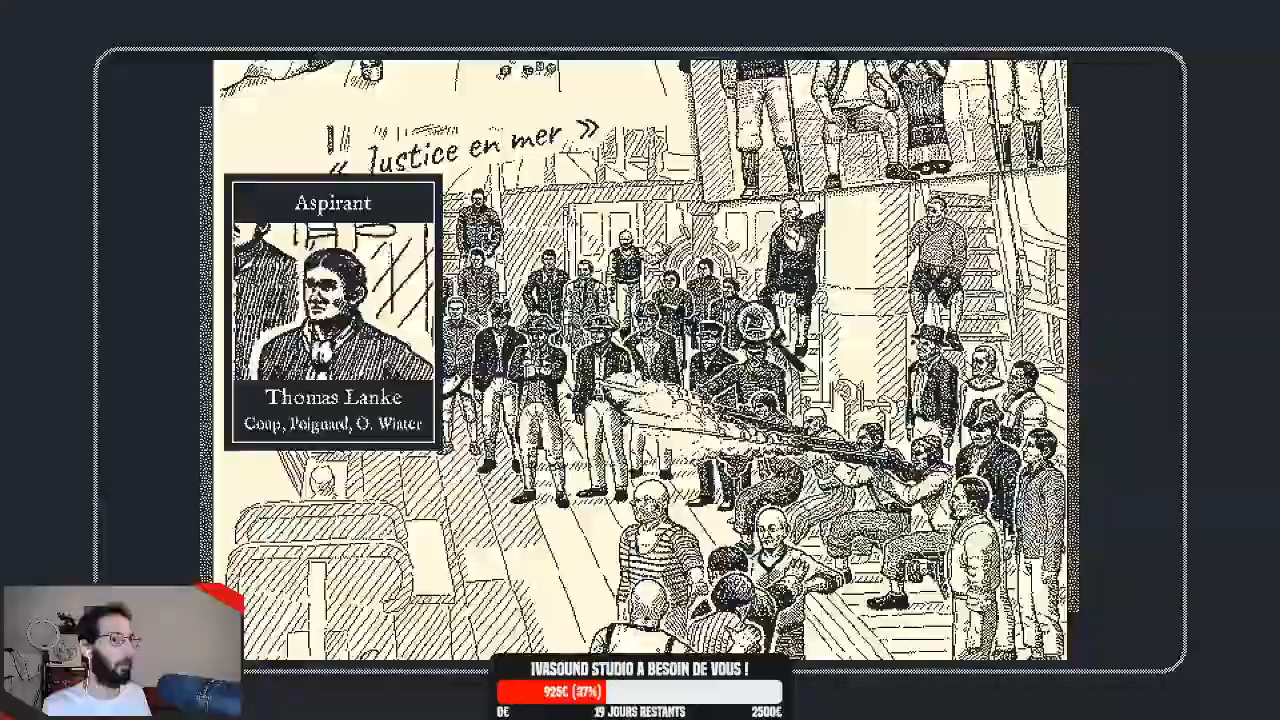 « Justice en mer »
Aspirant
Thomas Lanke
Coup, Poignard, O. Winter
IVASOUND STUDIO A BESOIN DE VOUS !
925€ (37%)
0€
19 JOURS RESTANTS
2500€